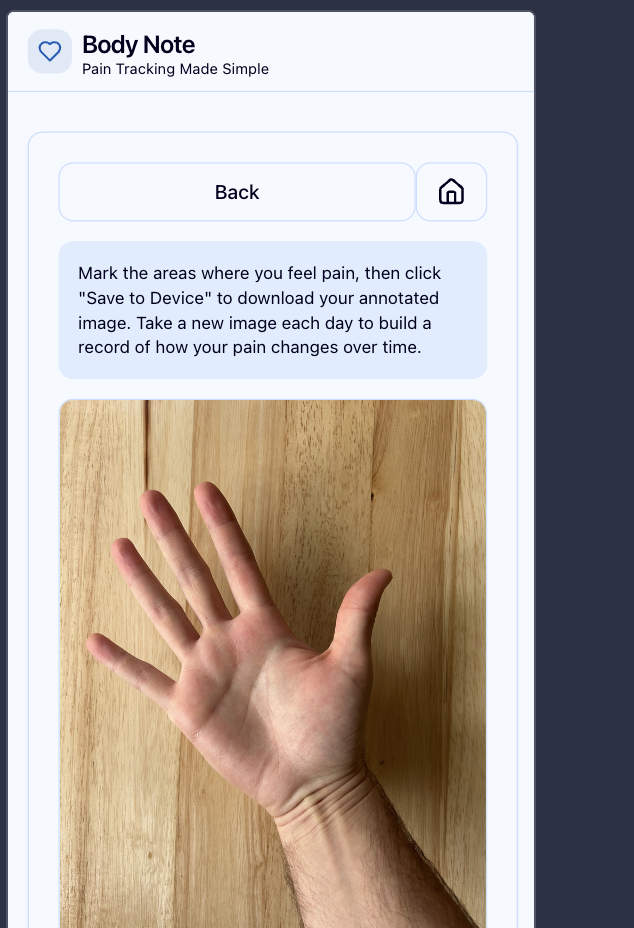 Body Note
Pain Tracking Made Simple
Back
Mark the areas where you feel pain, then click
"Save to Device" to download your annotated
image. Take a new image each day to build a
record of how your pain changes over time.